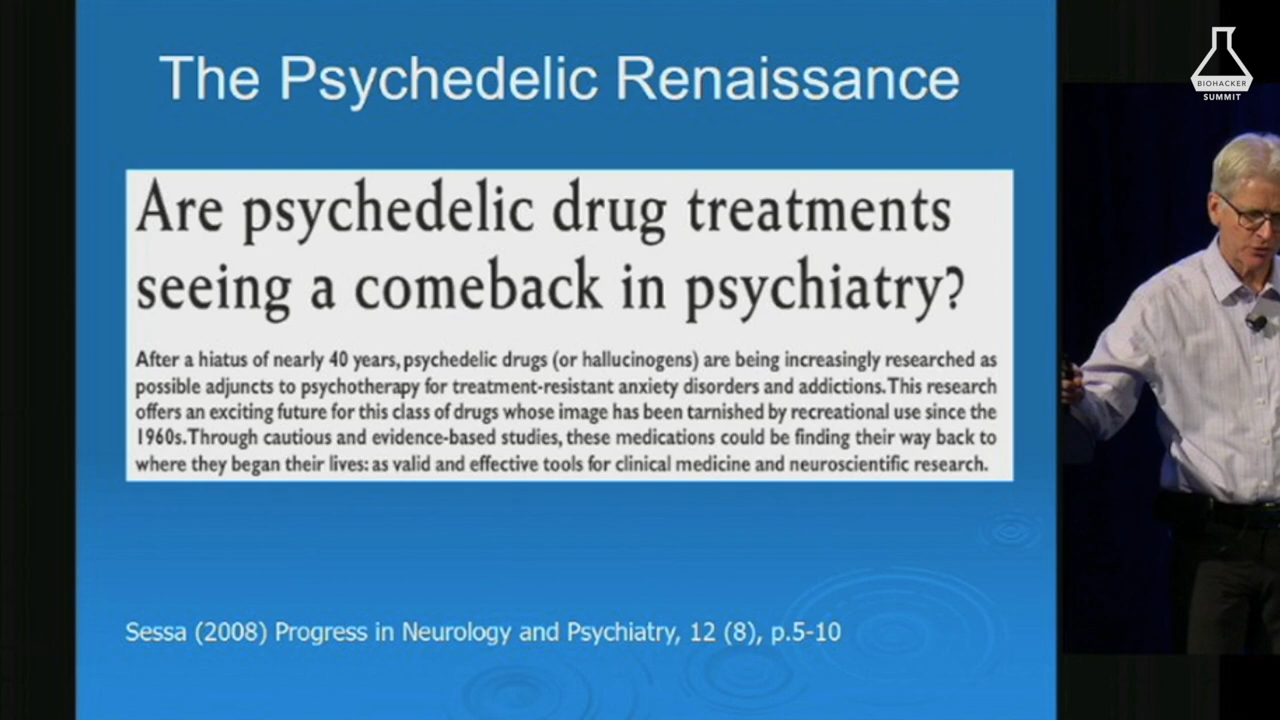 The Psychedelic Renaissance
Are psychedelic drug treatments
seeing a comeback in psychiatry?
After a hiatus of nearly 40 years, psychedelic drugs (or hallucinogens) are being increasingly researched as
possible adjuncts to psychotherapy for treatment-resistant anxiety disorders and addictions. This research
offers an exciting future for this class of drugs whose image has been tarnished by recreational use since the
1960s. Through cautious and evidence-based studies, these medications could be finding their way back to
where they began their lives: as valid and effective tools for clinical medicine and neuroscientific research.
Sessa (2008) Progress in Neurology and Psychiatry, 12 (8), p.5-10
BIOHACKER
SUMMIT